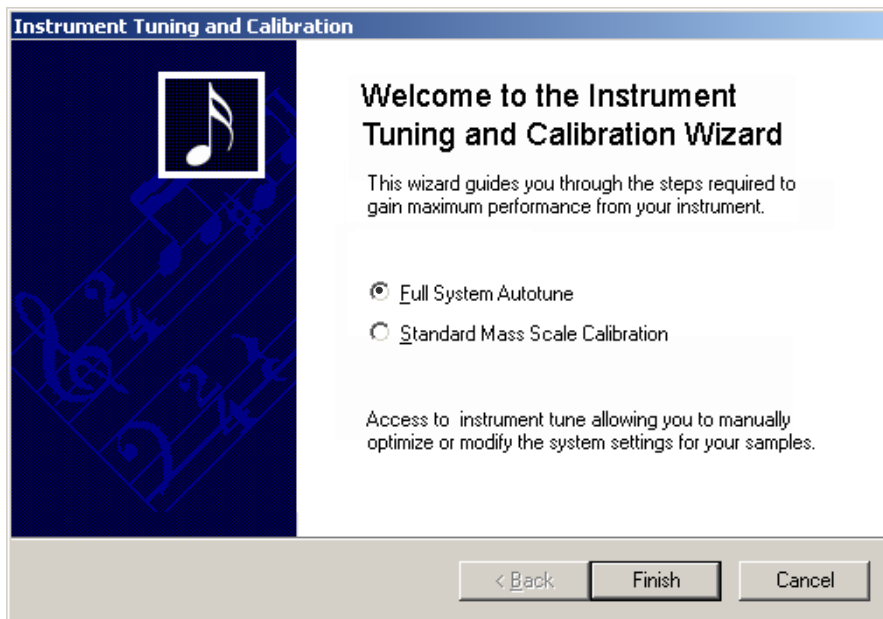 Instrument Tuning and Calibration
Welcome to the Instrument
Tuning and Calibration Wizard
This wizard guides you through the steps required to
gain maximum performance from your instrument.
Full System Autotune
Standard Mass Scale Calibration
Access to instrument tune allowing you to manually
optimize or modify the system settings for your samples.
< Back
Finish
Cancel